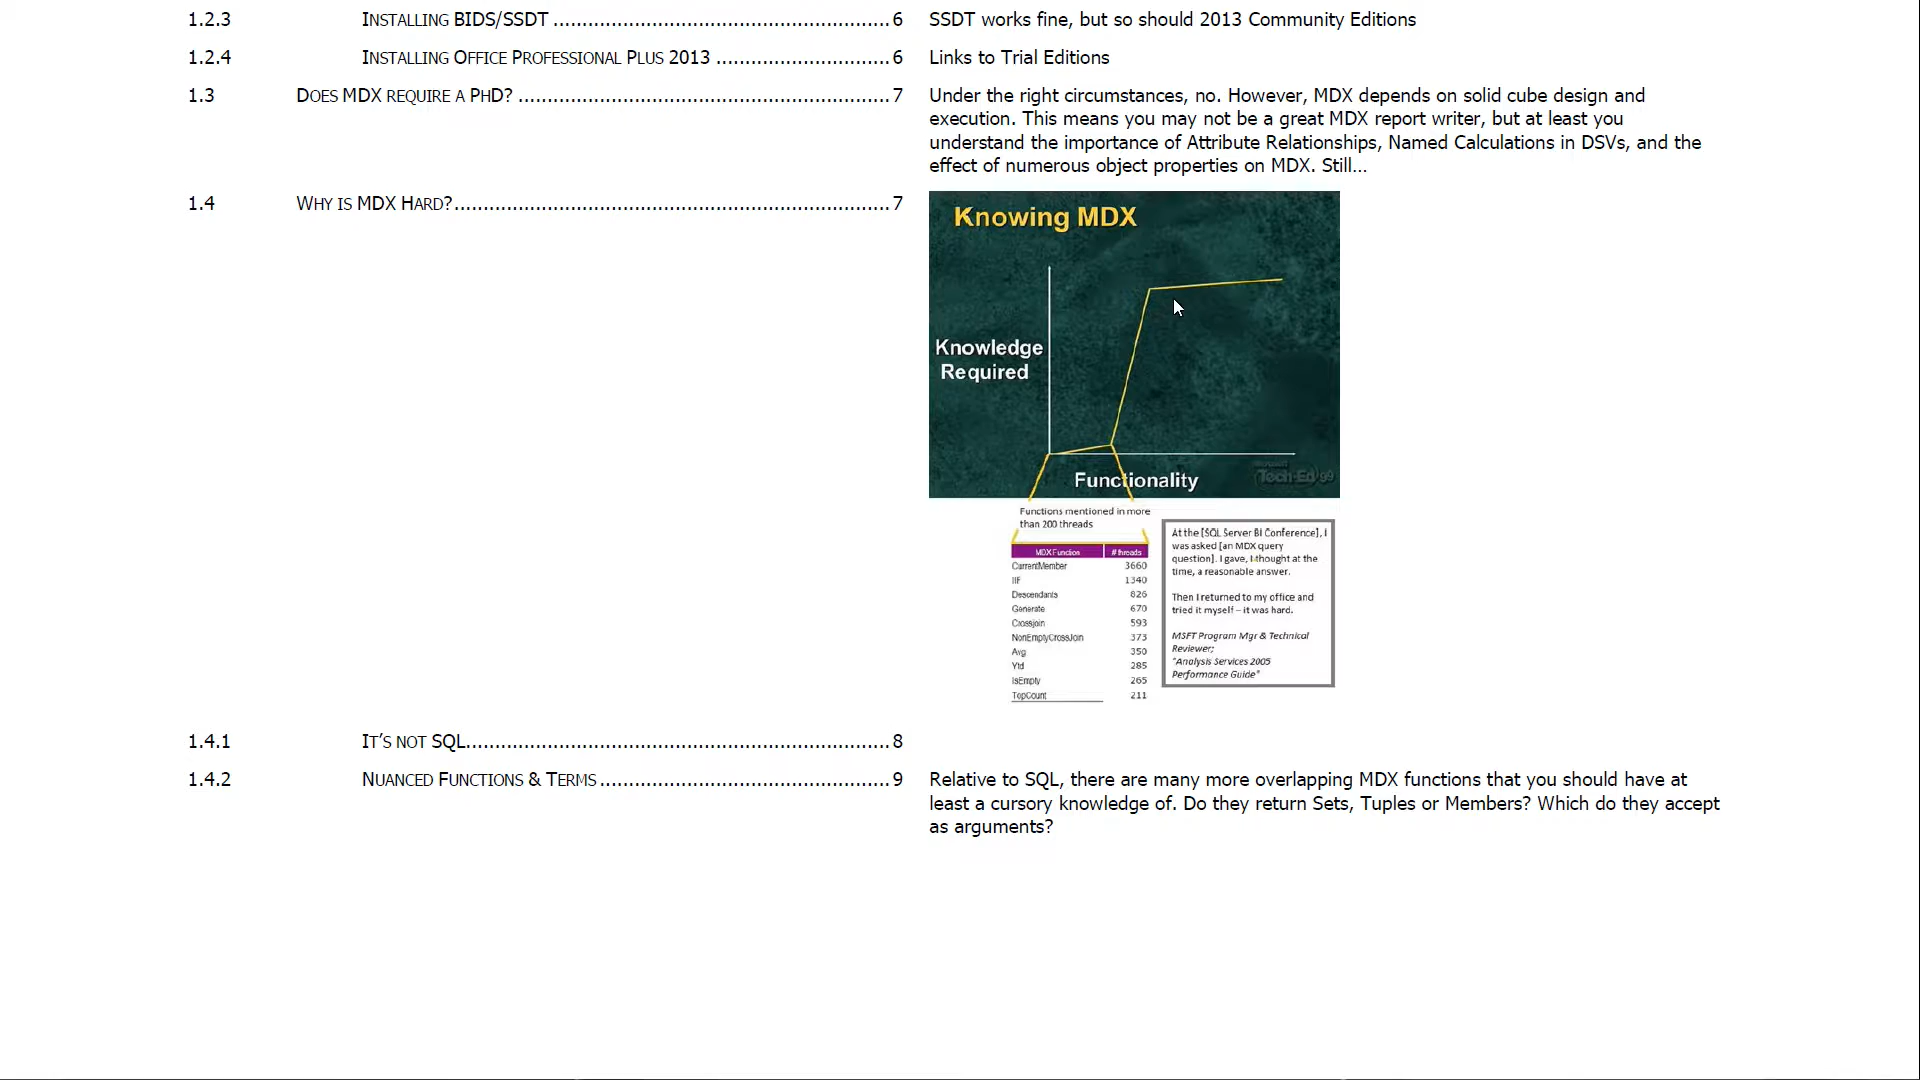 1.2.3 INSTALLING BIDS/SSDT ........................................................... 6 SSDT works fine, but so should 2013 Community Editions
1.2.4 INSTALLING OFFICE PROFESSIONAL PLUS 2013 .............................. 6 Links to Trial Editions
1.3 DOES MDX REQUIRE A PHD? ................................................................. 7 Under the right circumstances, no. However, MDX depends on solid cube design and
execution. This means you may not be a great MDX report writer, but at least you
understand the importance of Attribute Relationships, Named Calculations in DSVs, and the
effect of numerous object properties on MDX. Still...
1.4 WHY IS MDX HARD?............................................................................ 7
Knowing MDX
Knowledge
Required
Functionality
Tech·Ed 99
Functions mentioned in more
than 200 threads
MDX Function # threads
CurrentMember 3660
IIF 1340
Descendants 826
Generate 670
Crossjoin 593
NonEmptyCrossJoin 373
Avg 350
Ytd 285
IsEmpty 265
TopCount 211
At the [SQL Server BI Conference], I
was asked [an MDX query
question]. I gave, I thought at the
time, a reasonable answer.
Then I returned to my office and
tried it myself – it was hard.
MSFT Program Mgr & Technical
Reviewer;
"Analysis Services 2005
Performance Guide"
1.4.1 IT'S NOT SQL.......................................................................... 8
1.4.2 NUANCED FUNCTIONS & TERMS .................................................. 9 Relative to SQL, there are many more overlapping MDX functions that you should have at
least a cursory knowledge of. Do they return Sets, Tuples or Members? Which do they accept
as arguments?